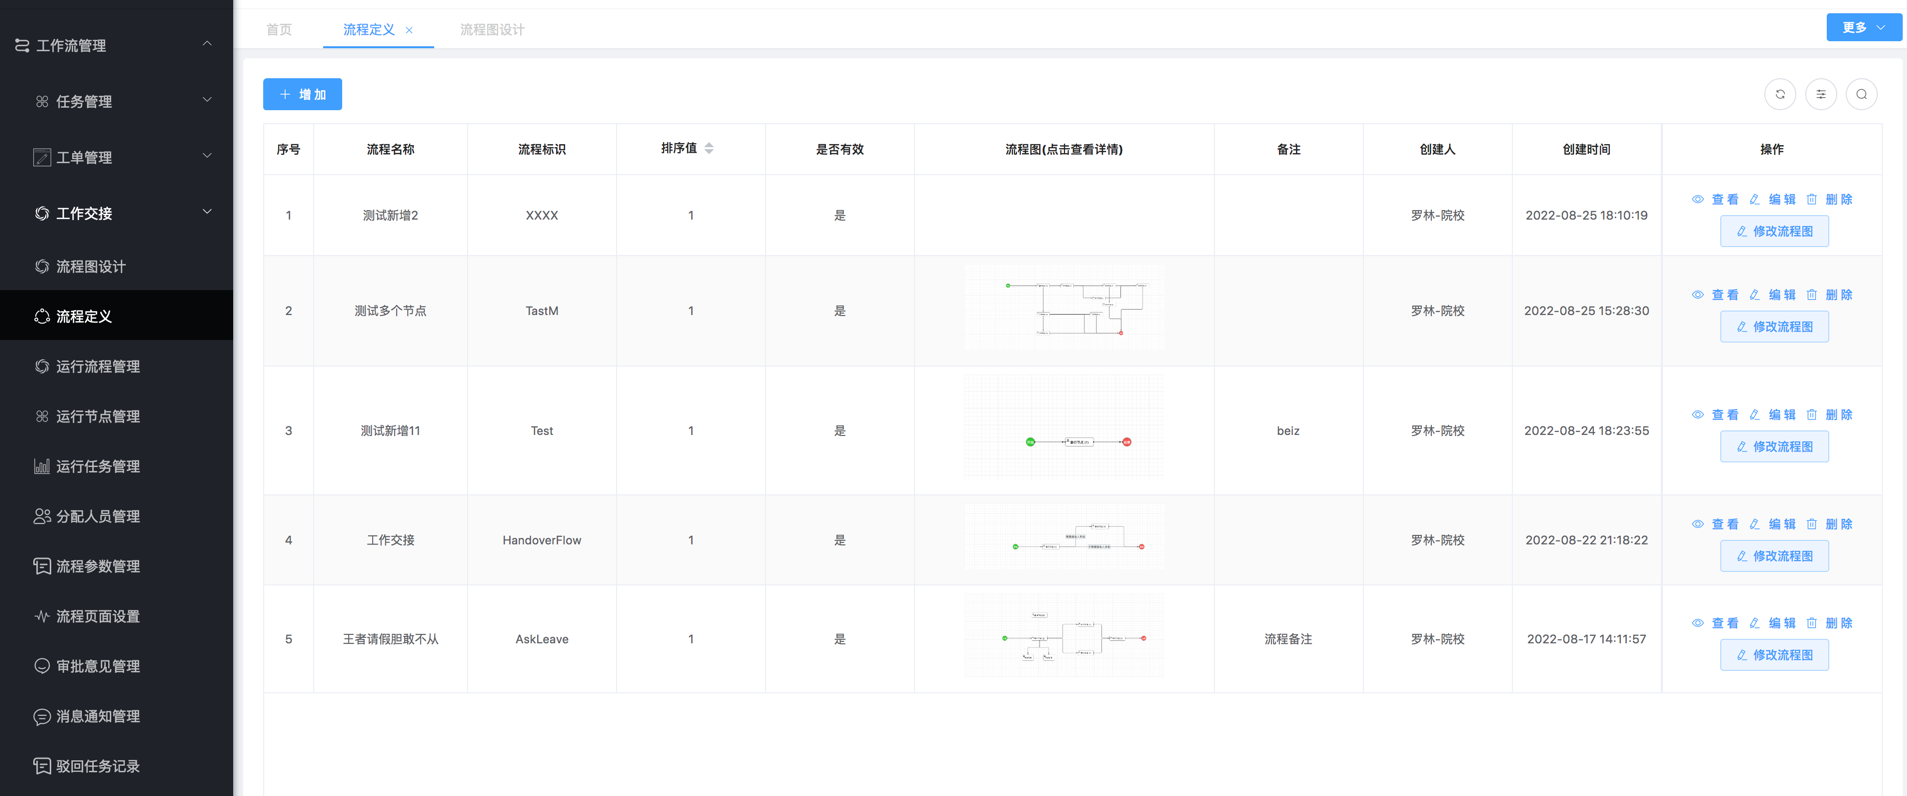 工作流管理
任务管理
工单管理
工作交接
流程图设计
流程定义
运行流程管理
运行节点管理
运行任务管理
分配人员管理
流程参数管理
流程页面设置
审批意见管理
消息通知管理
驳回任务记录
首页 流程定义 流程图设计 更多
增加
序号 流程名称 流程标识 排序值 是否有效 流程图(点击查看详情) 备注 创建人 创建时间 操作
1 测试新增2 XXXX 1 是 罗林-院校 2022-08-25 18:10:19 查看 编辑 删除
修改流程图
2 测试多个节点 TastM 1 是 罗林-院校 2022-08-25 15:28:30 查看 编辑 删除
修改流程图
3 测试新增11 Test 1 是 beiz 罗林-院校 2022-08-24 18:23:55 查看 编辑 删除
修改流程图
4 工作交接 HandoverFlow 1 是 罗林-院校 2022-08-22 21:18:22 查看 编辑 删除
修改流程图
5 王者请假胆敢不从 AskLeave 1 是 流程备注 罗林-院校 2022-08-17 14:11:57 查看 编辑 删除
修改流程图